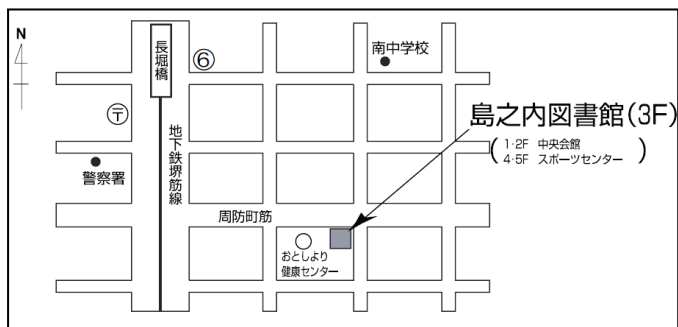 N
長堀橋
⑥
南中学校
〒
地下鉄堺筋線
警察署
島之内図書館(3F)
(1・2F 中央会館
4・5F スポーツセンター)
周防町筋
おとしより
健康センター